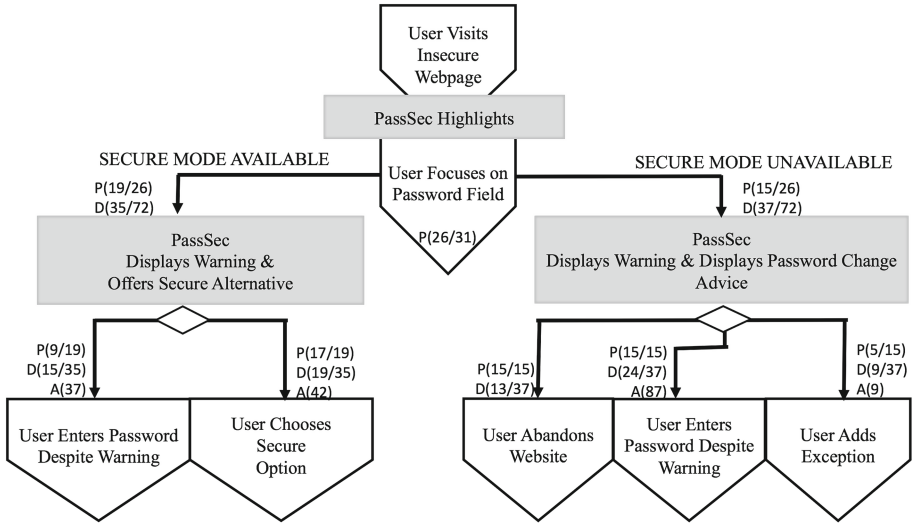 User Visits
Insecure
Webpage
PassSec Highlights
SECURE MODE AVAILABLE
SECURE MODE UNAVAILABLE
User Focuses on
Password Field
P(26/31)
P(19/26)
D(35/72)
P(15/26)
D(37/72)
PassSec
Displays Warning &
Offers Secure Alternative
PassSec
Displays Warning & Displays Password Change
Advice
P(9/19)
D(15/35)
A(37)
P(17/19)
D(19/35)
A(42)
P(15/15)
D(13/37)
P(15/15)
D(24/37)
A(87)
P(5/15)
D(9/37)
A(9)
User Enters Password
Despite Warning
User Chooses
Secure
Option
User Abandons
Website
User Enters
Password Despite
Warning
User Adds
Exception